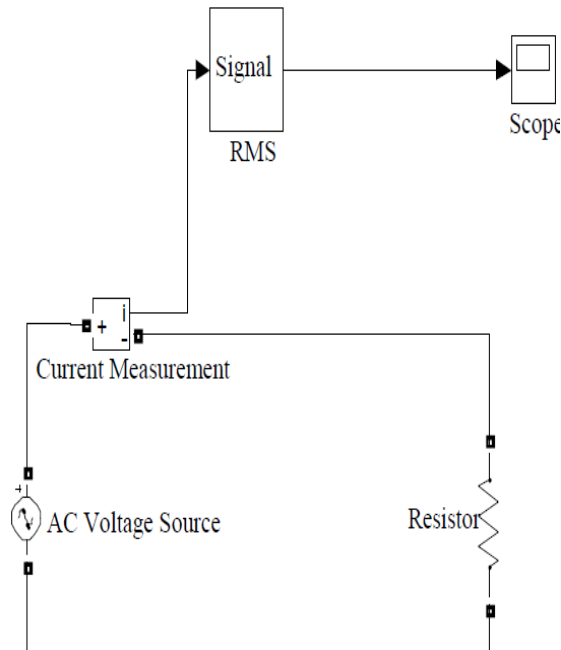 Signal
RMS
Scope
i
+
-
Current Measurement
+
AC Voltage Source
Resistor